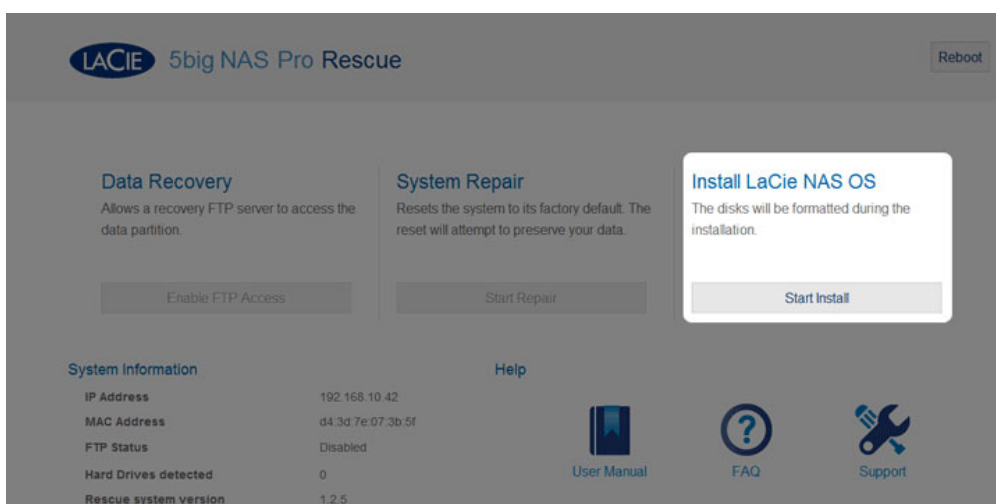 LACIE 5big NAS Pro Rescue
Reboot
Data Recovery
Allows a recovery FTP server to access the
data partition.
Enable FTP Access
System Repair
Resets the system to its factory default. The
reset will attempt to preserve your data.
Start Repair
Install LaCie NAS OS
The disks will be formatted during the
installation.
Start Install
System Information
IP Address 192.168.10.42
MAC Address d4:3d:7e:07:3b:5f
FTP Status Disabled
Hard Drives detected 0
Rescue system version 1.2.5
Help
User Manual
?
FAQ
Support